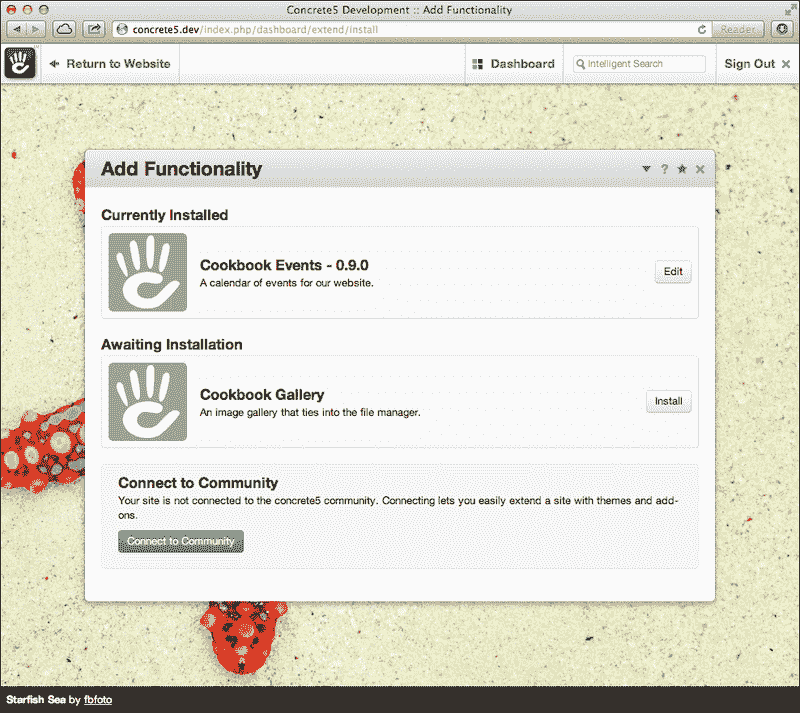 Concrete5 Development :: Add Functionality
concrete5.dev/index.php/dashboard/extend/install
Reader
Return to Website
Dashboard
Intelligent Search
Sign Out
Add Functionality
Currently Installed
Cookbook Events - 0.9.0
A calendar of events for our website.
Edit
Awaiting Installation
Cookbook Gallery
An image gallery that ties into the file manager.
Install
Connect to Community
Your site is not connected to the concrete5 community. Connecting lets you easily extend a site with themes and add-
ons.
Connect to Community
Starfish Sea by fbfoto